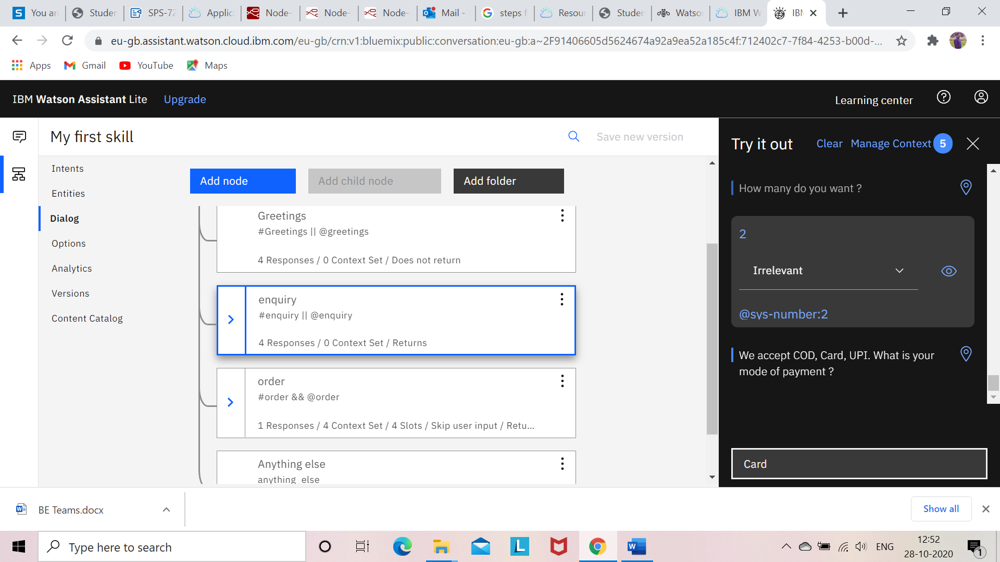 You ar
Studer
SPS-72
Applic
Node-
Node-
Node-
Mail -
steps f
Resour
Studer
Watso
IBM W
IBM
eu-gb.assistant.watson.cloud.ibm.com/eu-gb/crn:v1:bluemix:public:conversation:eu-gb:a~2F91406605d5624674a92a9ea52a185c4f:712402c7-7f84-4253-b00d-...
Apps
Gmail
YouTube
Maps
IBM Watson Assistant Lite
Upgrade
Learning center
My first skill
Save new version
Intents
Entities
Dialog
Options
Analytics
Versions
Content Catalog
Add node
Add child node
Add folder
Greetings
#Greetings || @greetings
4 Responses / 0 Context Set / Does not return
enquiry
#enquiry || @enquiry
4 Responses / 0 Context Set / Returns
order
#order && @order
1 Responses / 4 Context Set / 4 Slots / Skip user input / Retu...
Anything else
anything_else
Try it out
Clear
Manage Context 5
How many do you want ?
2
Irrelevant
@sys-number:2
We accept COD, Card, UPI. What is your
mode of payment ?
Card
BE Teams.docx
Show all
Type here to search
ENG
12:52
28-10-2020
1